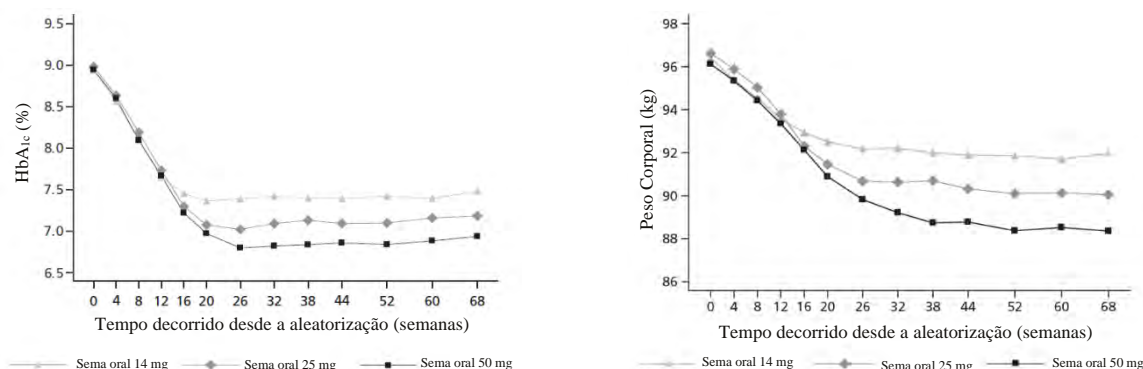 9.5
9.0
8.5
8.0
7.5
7.0
6.5
HbA1c (%)
0 4 8 12 16 20 26 32 38 44 52 60 68
Tempo decorrido desde a aleatorização (semanas)
Sema oral 14 mg Sema oral 25 mg Sema oral 50 mg
98
96
94
92
90
88
86
Peso Corporal (kg)
0 4 8 12 16 20 26 32 38 44 52 60 68
Tempo decorrido desde a aleatorização (semanas)
Sema oral 14 mg Sema oral 25 mg Sema oral 50 mg